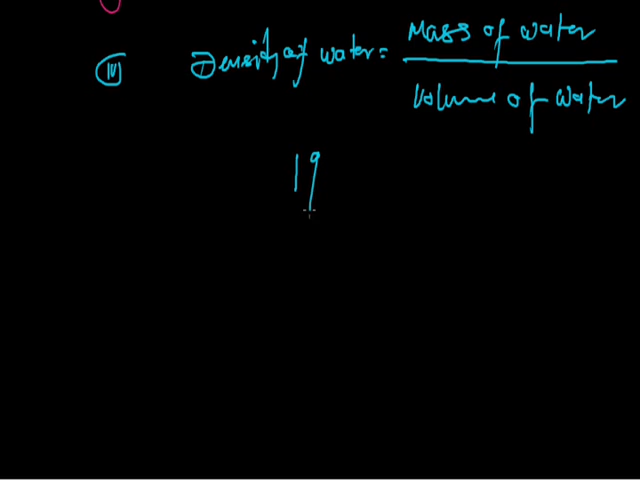 (iv) Density of water = Mass of water / Volume of water
1g